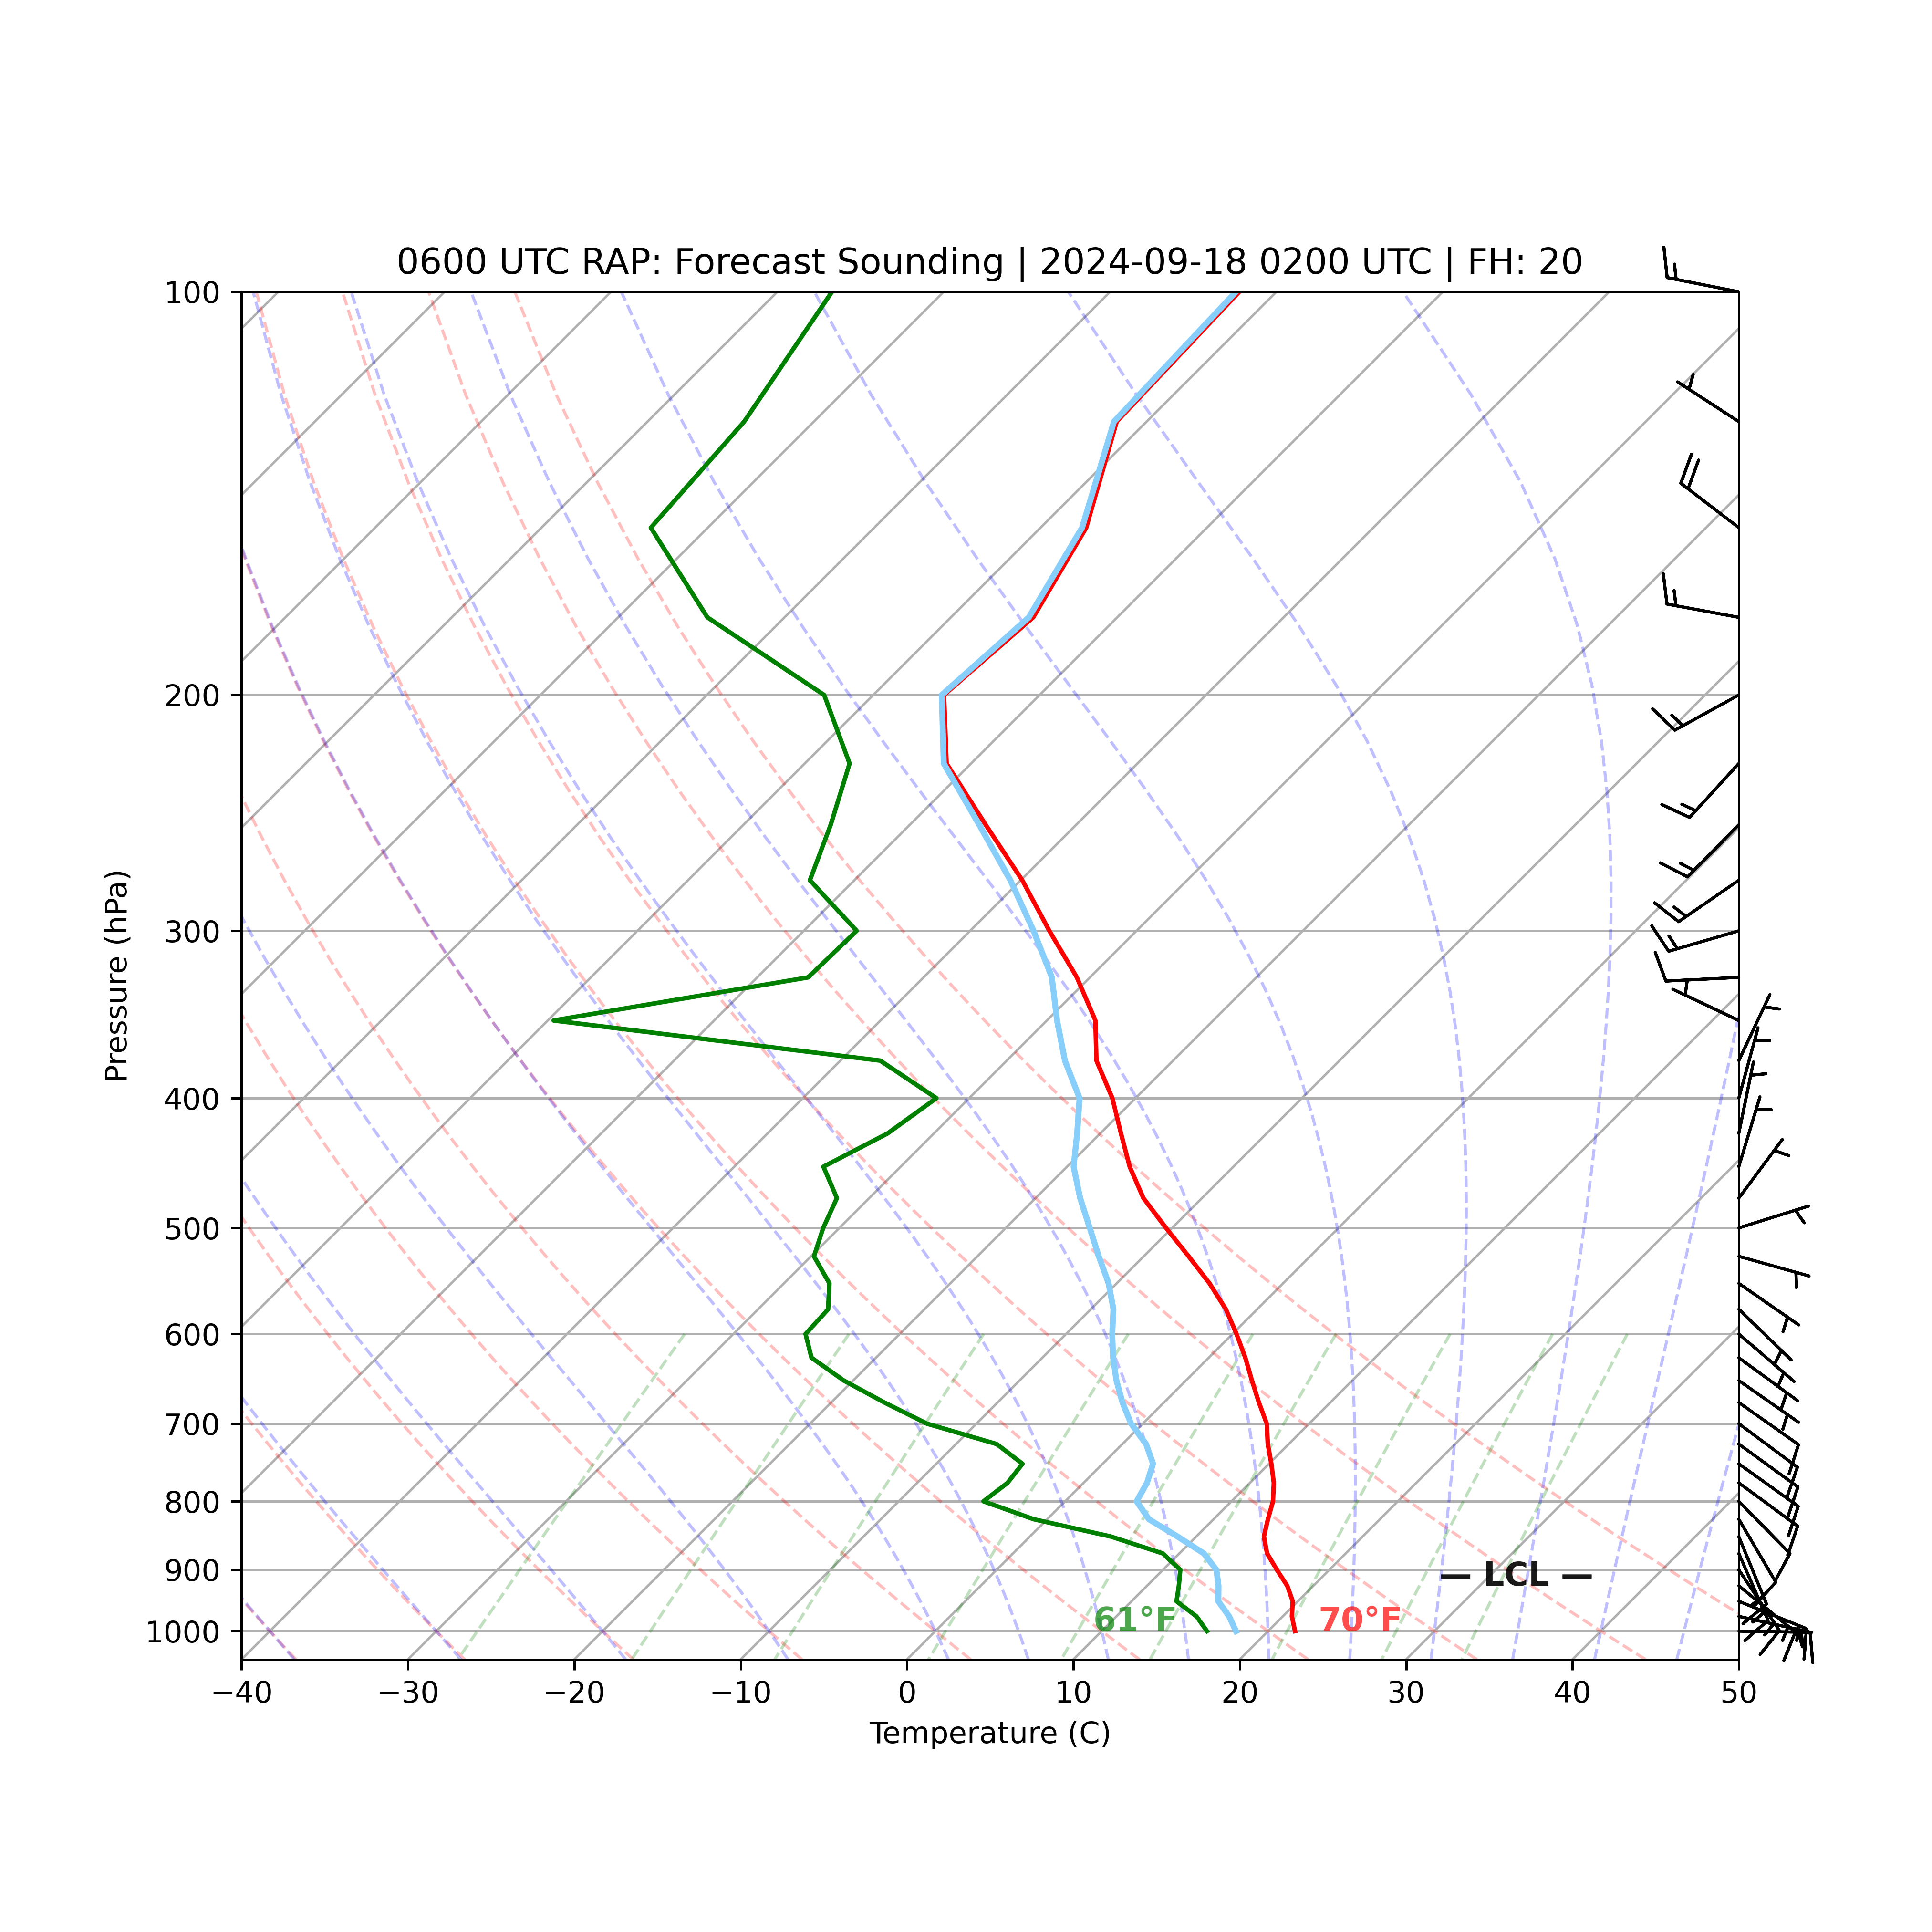 0600 UTC RAP: Forecast Sounding | 2024-09-18 0200 UTC | FH: 20
100
200
300
400
500
600
700
800
900
1000
Pressure (hPa)
— LCL —
61°F
70°F
−40 −30 −20 −10 0 10 20 30 40 50
Temperature (C)